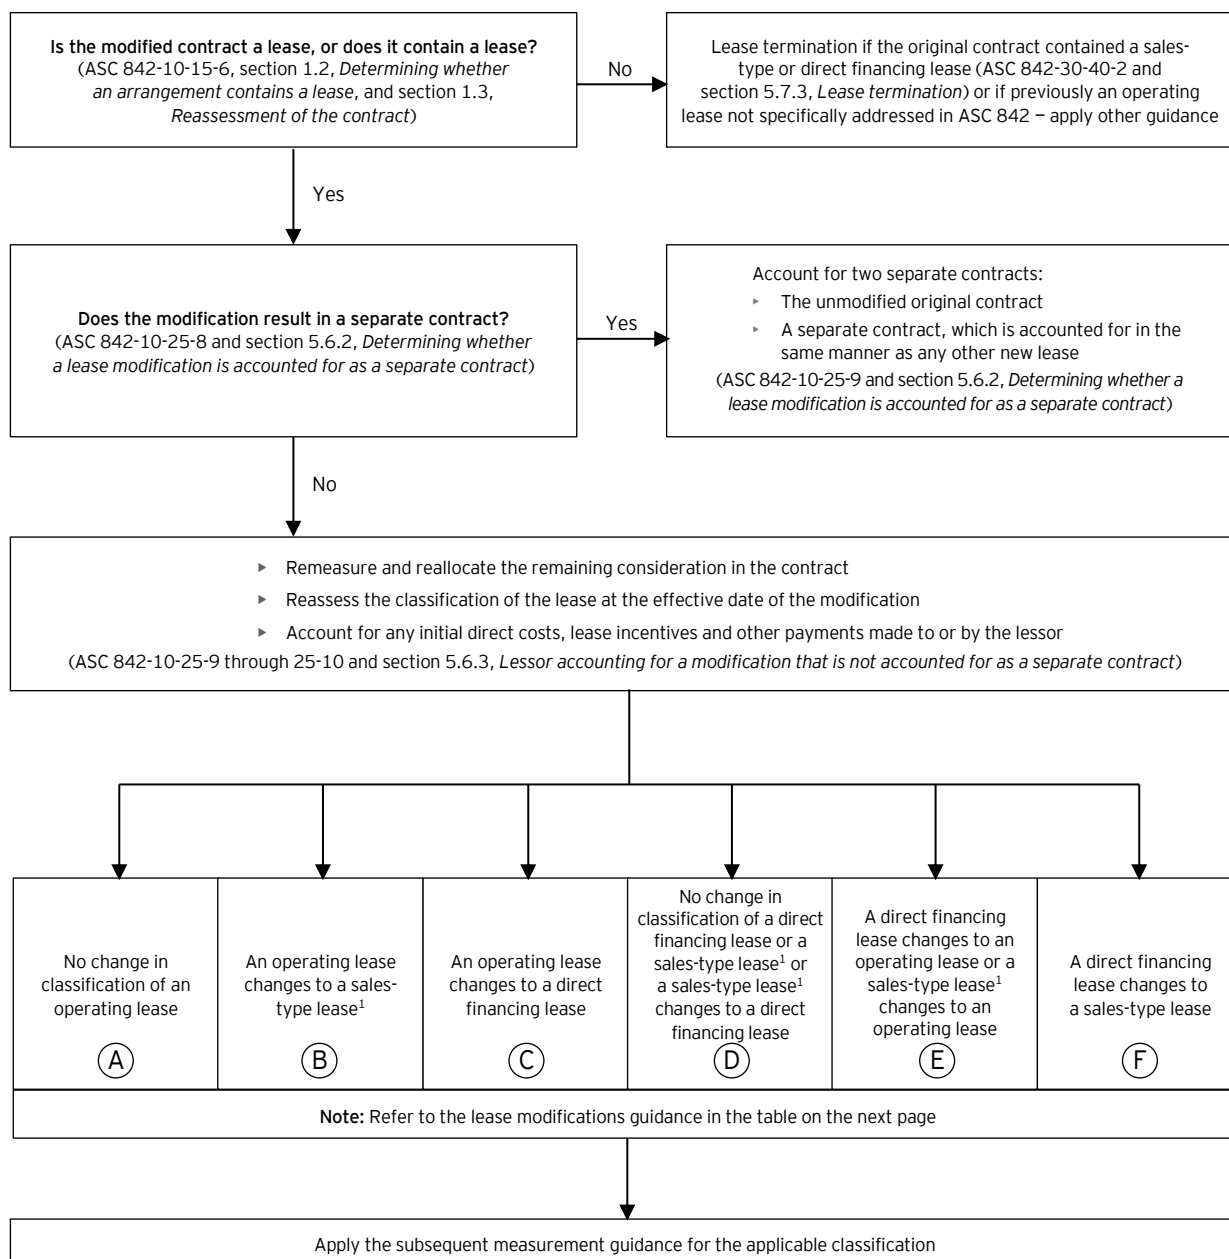 Is the modified contract a lease, or does it contain a lease?
(ASC 842-10-15-6, section 1.2, Determining whether
an arrangement contains a lease, and section 1.3,
Reassessment of the contract)
No
Lease termination if the original contract contained a sales-
type or direct financing lease (ASC 842-30-40-2 and
section 5.7.3, Lease termination) or if previously an operating
lease not specifically addressed in ASC 842 – apply other guidance
Yes
Does the modification result in a separate contract?
(ASC 842-10-25-8 and section 5.6.2, Determining whether
a lease modification is accounted for as a separate contract)
Yes
Account for two separate contracts:
▸ The unmodified original contract
▸ A separate contract, which is accounted for in the
same manner as any other new lease
(ASC 842-10-25-9 and section 5.6.2, Determining whether a
lease modification is accounted for as a separate contract)
No
▸ Remeasure and reallocate the remaining consideration in the contract
▸ Reassess the classification of the lease at the effective date of the modification
▸ Account for any initial direct costs, lease incentives and other payments made to or by the lessor
(ASC 842-10-25-9 through 25-10 and section 5.6.3, Lessor accounting for a modification that is not accounted for as a separate contract)
No change in
classification of an
operating lease
A
An operating lease
changes to a sales-
type lease¹
B
An operating lease
changes to a direct
financing lease
C
No change in
classification of a direct
financing lease or a
sales-type lease¹ or
a sales-type lease¹
changes to a direct
financing lease
D
A direct financing
lease changes to an
operating lease or a
sales-type lease¹
changes to an
operating lease
E
A direct financing
lease changes to
a sales-type lease
F
Note: Refer to the lease modifications guidance in the table on the next page
Apply the subsequent measurement guidance for the applicable classification